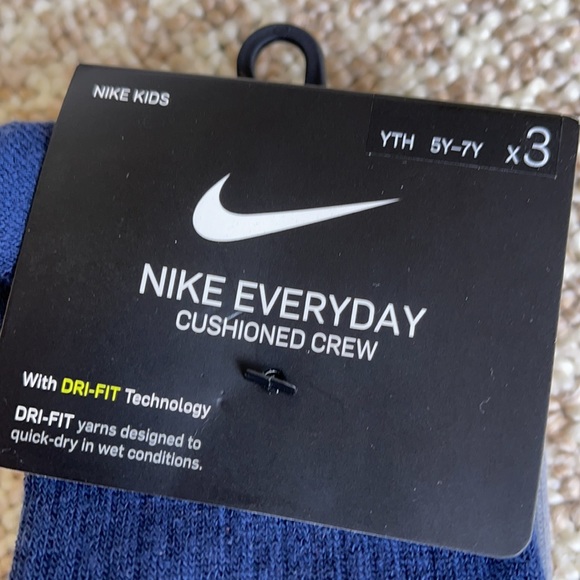 NIKE KIDS
YTH 5Y-7Y x3
NIKE EVERYDAY
CUSHIONED CREW
With DRI-FIT Technology
DRI-FIT yarns designed to
quick-dry in wet conditions.